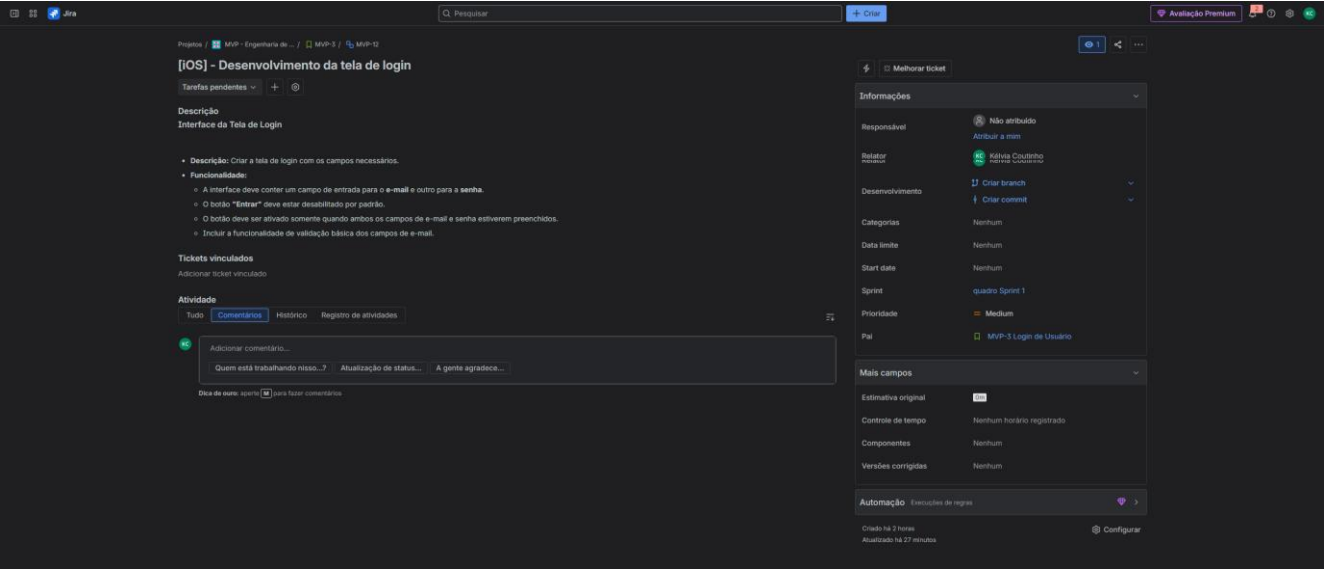 Jira
Pesquisar
+ Criar
Avaliação Premium
2
KC
Projetos / MVP - Engenharia de ... / MVP-3 / MVP-12
[iOS] - Desenvolvimento da tela de login
Tarefas pendentes
Descrição
Interface da Tela de Login
• Descrição: Criar a tela de login com os campos necessários.
• Funcionalidade:
○ A interface deve conter um campo de entrada para o e-mail e outro para a senha.
○ O botão "Entrar" deve estar desabilitado por padrão.
○ O botão deve ser ativado somente quando ambos os campos de e-mail e senha estiverem preenchidos.
○ Incluir a funcionalidade de validação básica dos campos de e-mail.
Tickets vinculados
Adicionar ticket vinculado
Atividade
Tudo Comentários Histórico Registro de atividades
KC
Adicionar comentário...
Quem está trabalhando nisso...? Atualização de status... A gente agradece...
Dica de ouro: aperte M para fazer comentários
1
Melhorar ticket
Informações
Responsável Não atribuído
Atribuir a mim
Relator KC Kélvia Coutinho
Desenvolvimento Criar branch
Criar commit
Categorias Nenhum
Data limite Nenhum
Start date Nenhum
Sprint quadro Sprint 1
Prioridade Medium
Pai MVP-3 Login de Usuário
Mais campos
Estimativa original 0m
Controle de tempo Nenhum horário registrado
Componentes Nenhum
Versões corrigidas Nenhum
Automação Execuções de regras
Criado há 2 horas
Atualizado há 27 minutos
Configurar